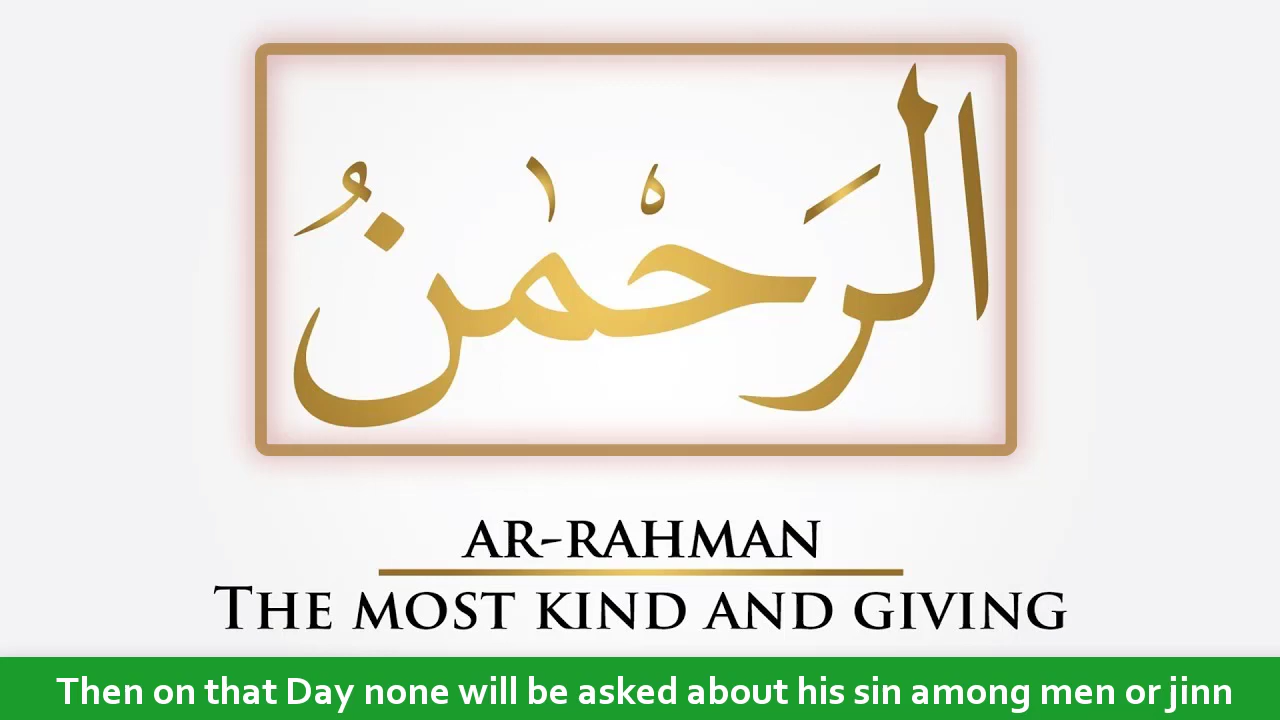 الرَحْمٰنُ
AR-RAHMAN
THE MOST KIND AND GIVING
Then on that Day none will be asked about his sin among men or jinn